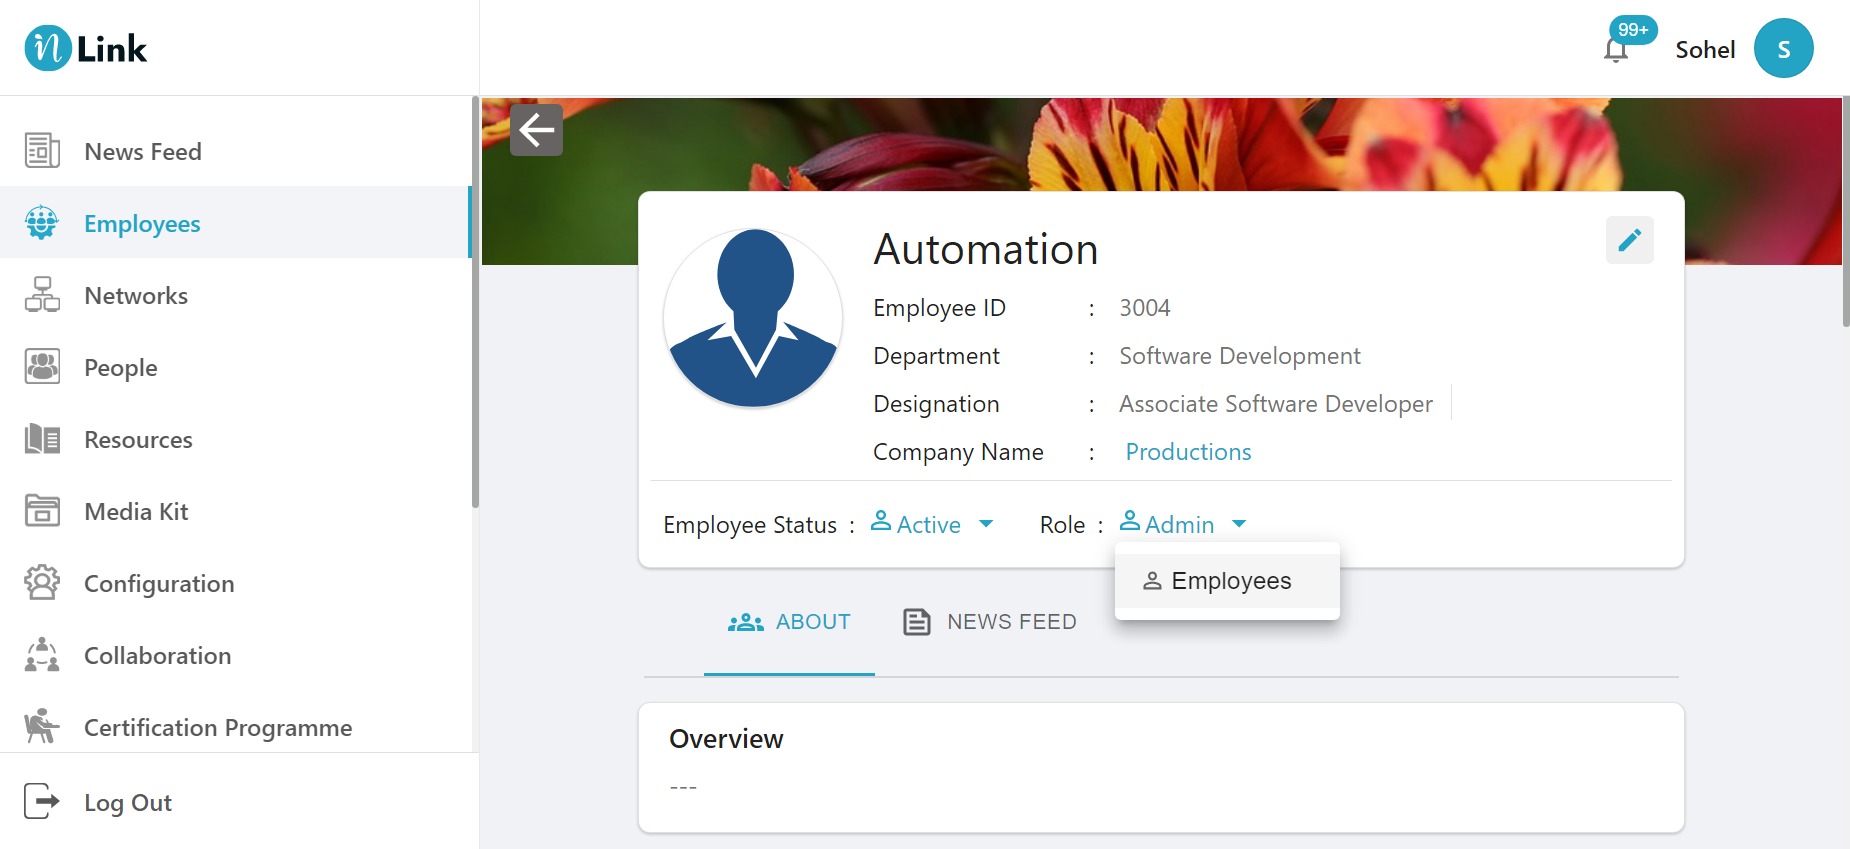 n Link
99+
Sohel
S
News Feed
Employees
Networks
People
Resources
Media Kit
Configuration
Collaboration
Certification Programme
Log Out
Automation
Employee ID : 3004
Department : Software Development
Designation : Associate Software Developer
Company Name : Productions
Employee Status : Active Role : Admin
Employees
ABOUT NEWS FEED
Overview
---